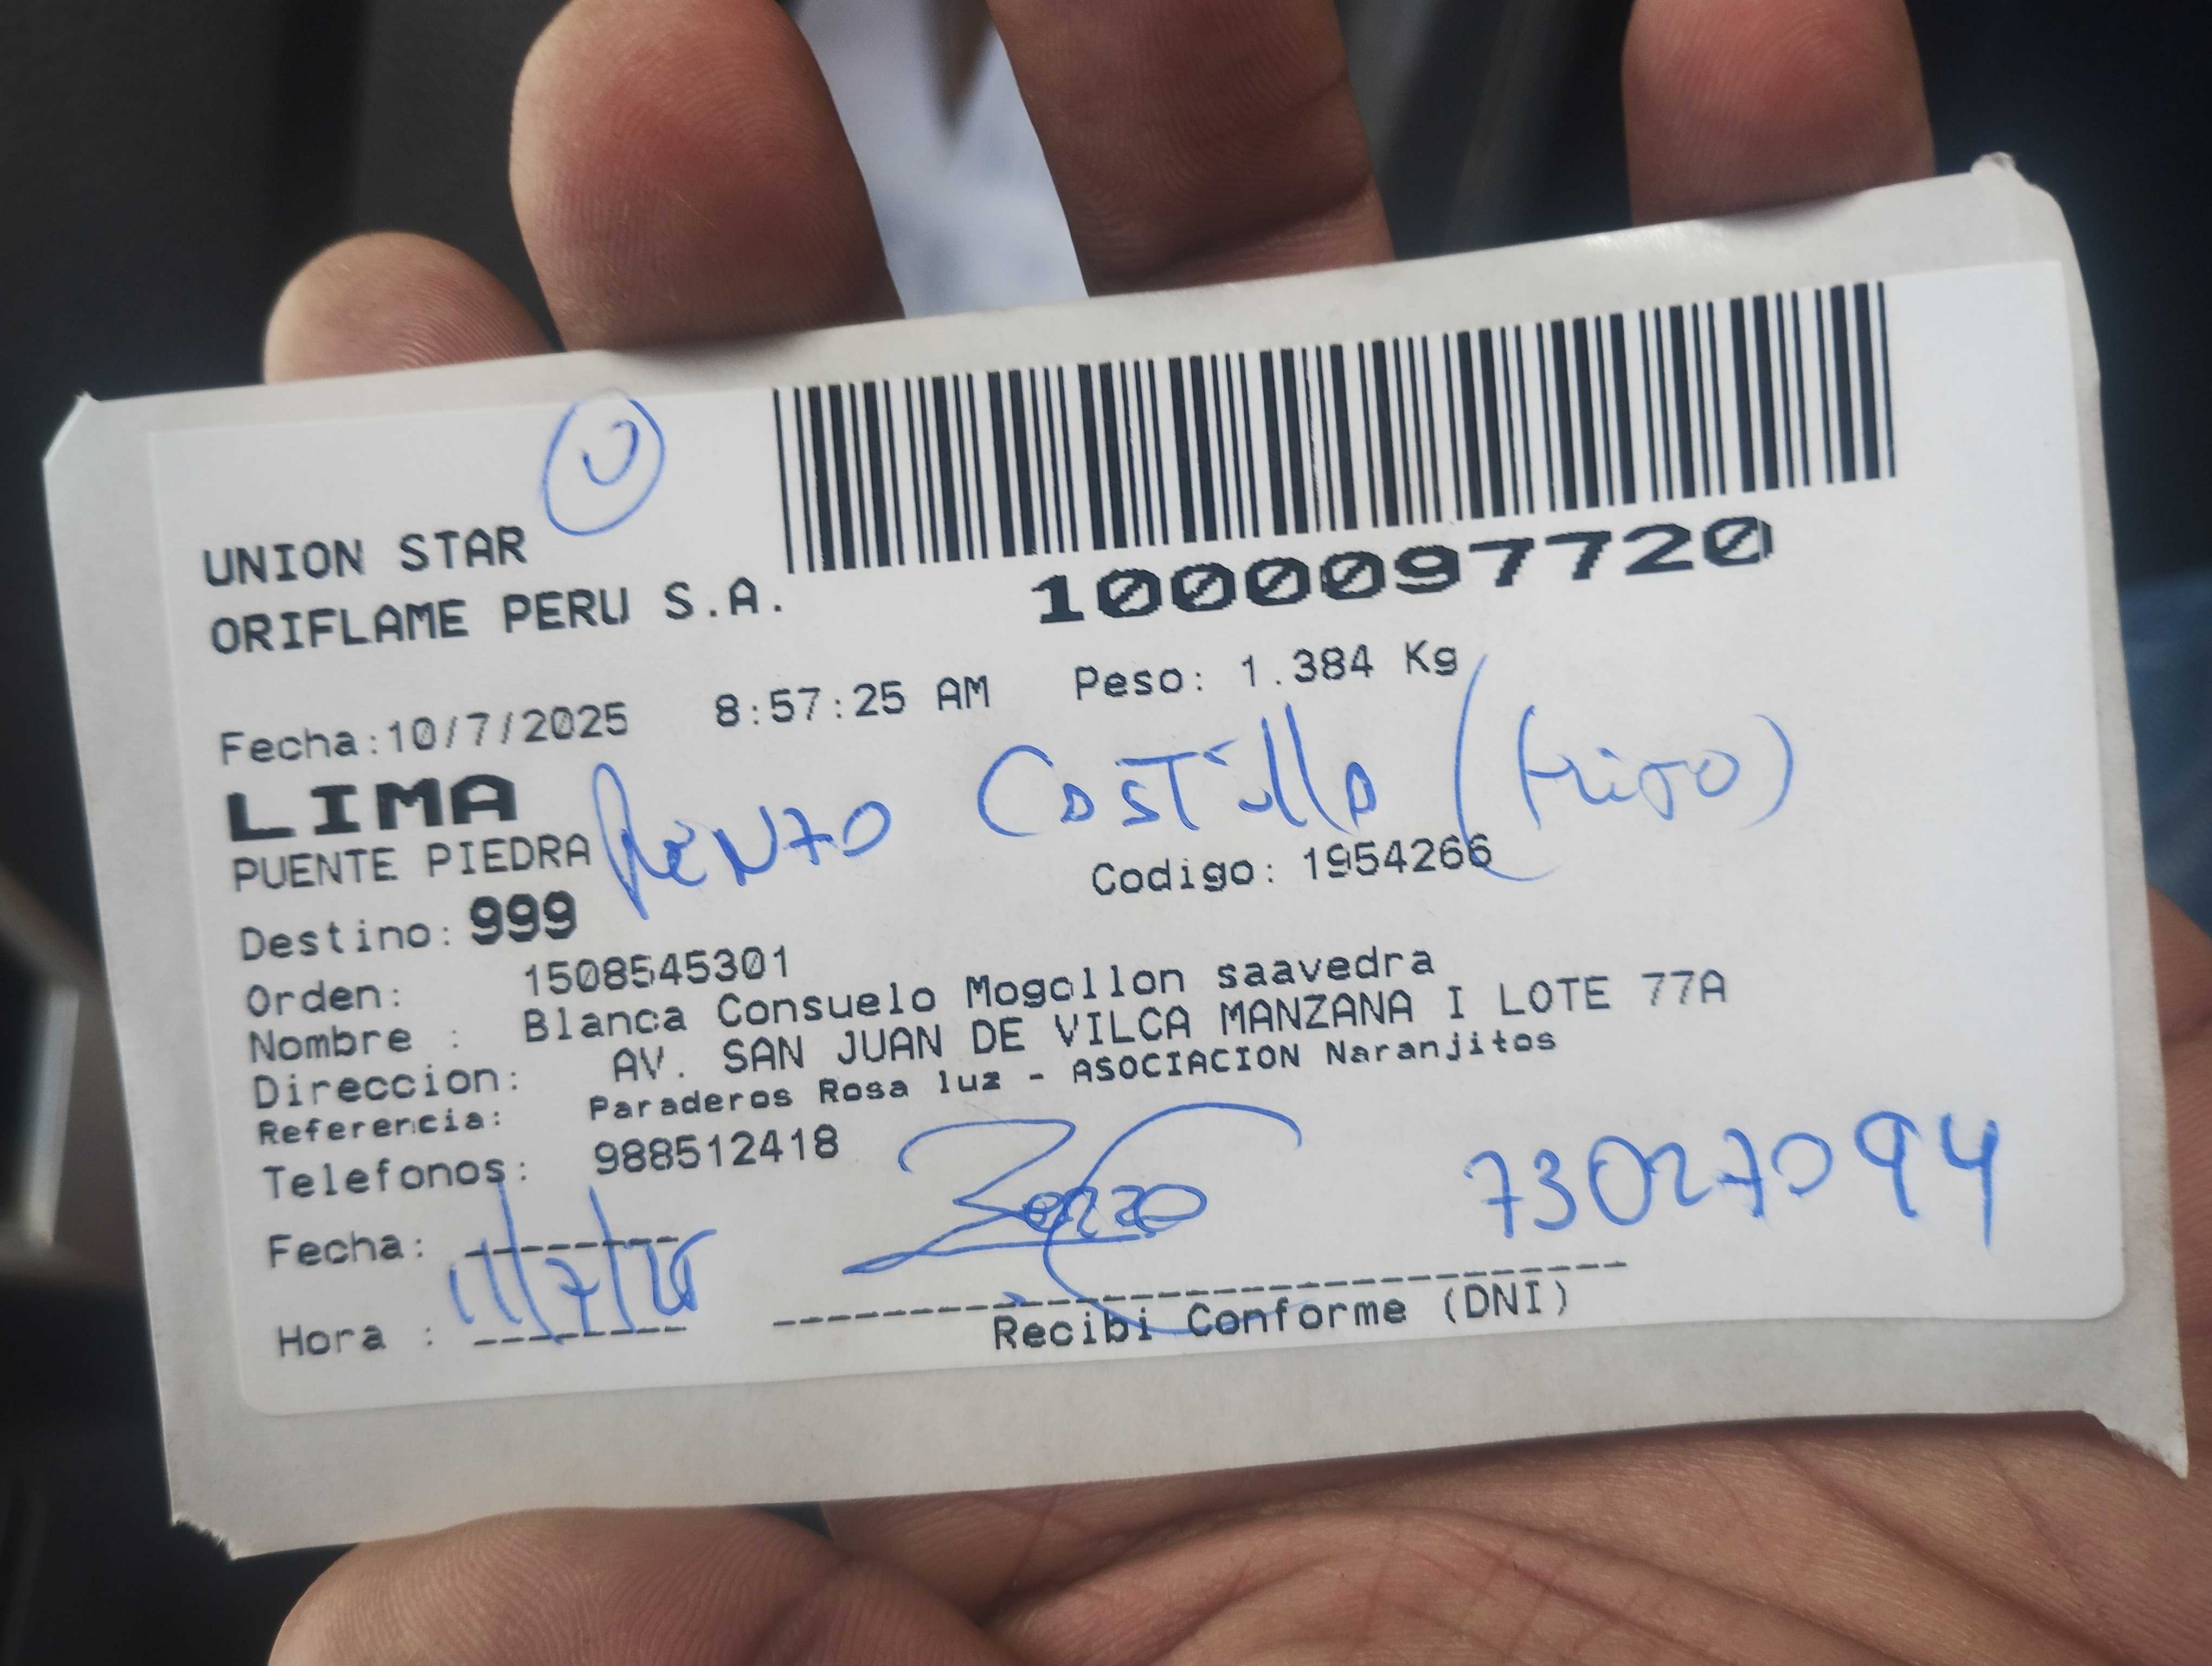 U
UNION STAR
ORIFLAME PERU S.A.
1000097720
Fecha:10/7/2025 8:57:25 AM Peso: 1.384 Kg
LIMA
Renzo Castillo (Hijo)
PUENTE PIEDRA
Codigo: 1954266
Destino: 999
Orden: 1508545301
Nombre : Blanca Consuelo Mogollon saavedra
Direccion: AV. SAN JUAN DE VILCA MANZANA I LOTE 77A
Referencia: Paraderos Rosa luz - ASOCIACION Naranjitos
Telefonos: 988512418
Renzo 73027094
Fecha: 11/7/25
Hora :
Recibi Conforme (DNI)